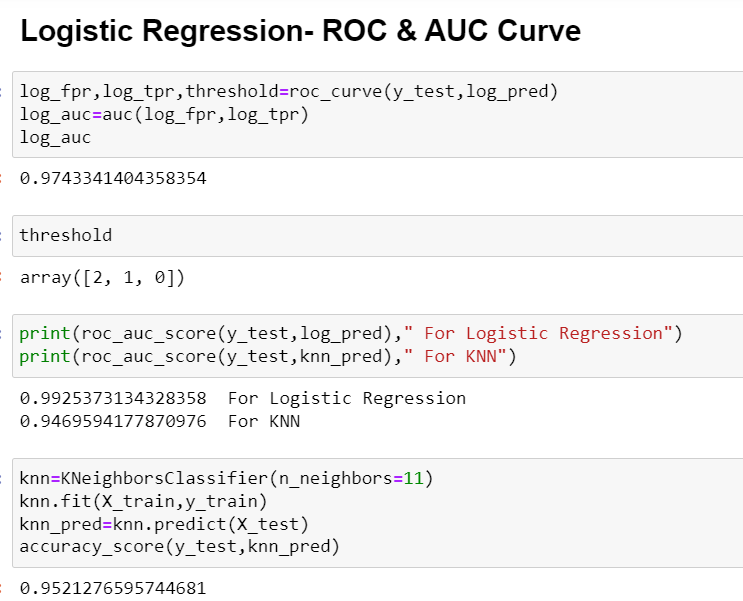 Logistic Regression- ROC & AUC Curve
log_fpr,log_tpr,threshold=roc_curve(y_test,log_pred)
log_auc=auc(log_fpr,log_tpr)
log_auc
0.9743341404358354
threshold
array([2, 1, 0])
print(roc_auc_score(y_test,log_pred)," For Logistic Regression")
print(roc_auc_score(y_test,knn_pred)," For KNN")
0.9925373134328358  For Logistic Regression
0.9469594177870976  For KNN
knn=KNeighborsClassifier(n_neighbors=11)
knn.fit(X_train,y_train)
knn_pred=knn.predict(X_test)
accuracy_score(y_test,knn_pred)
0.9521276595744681